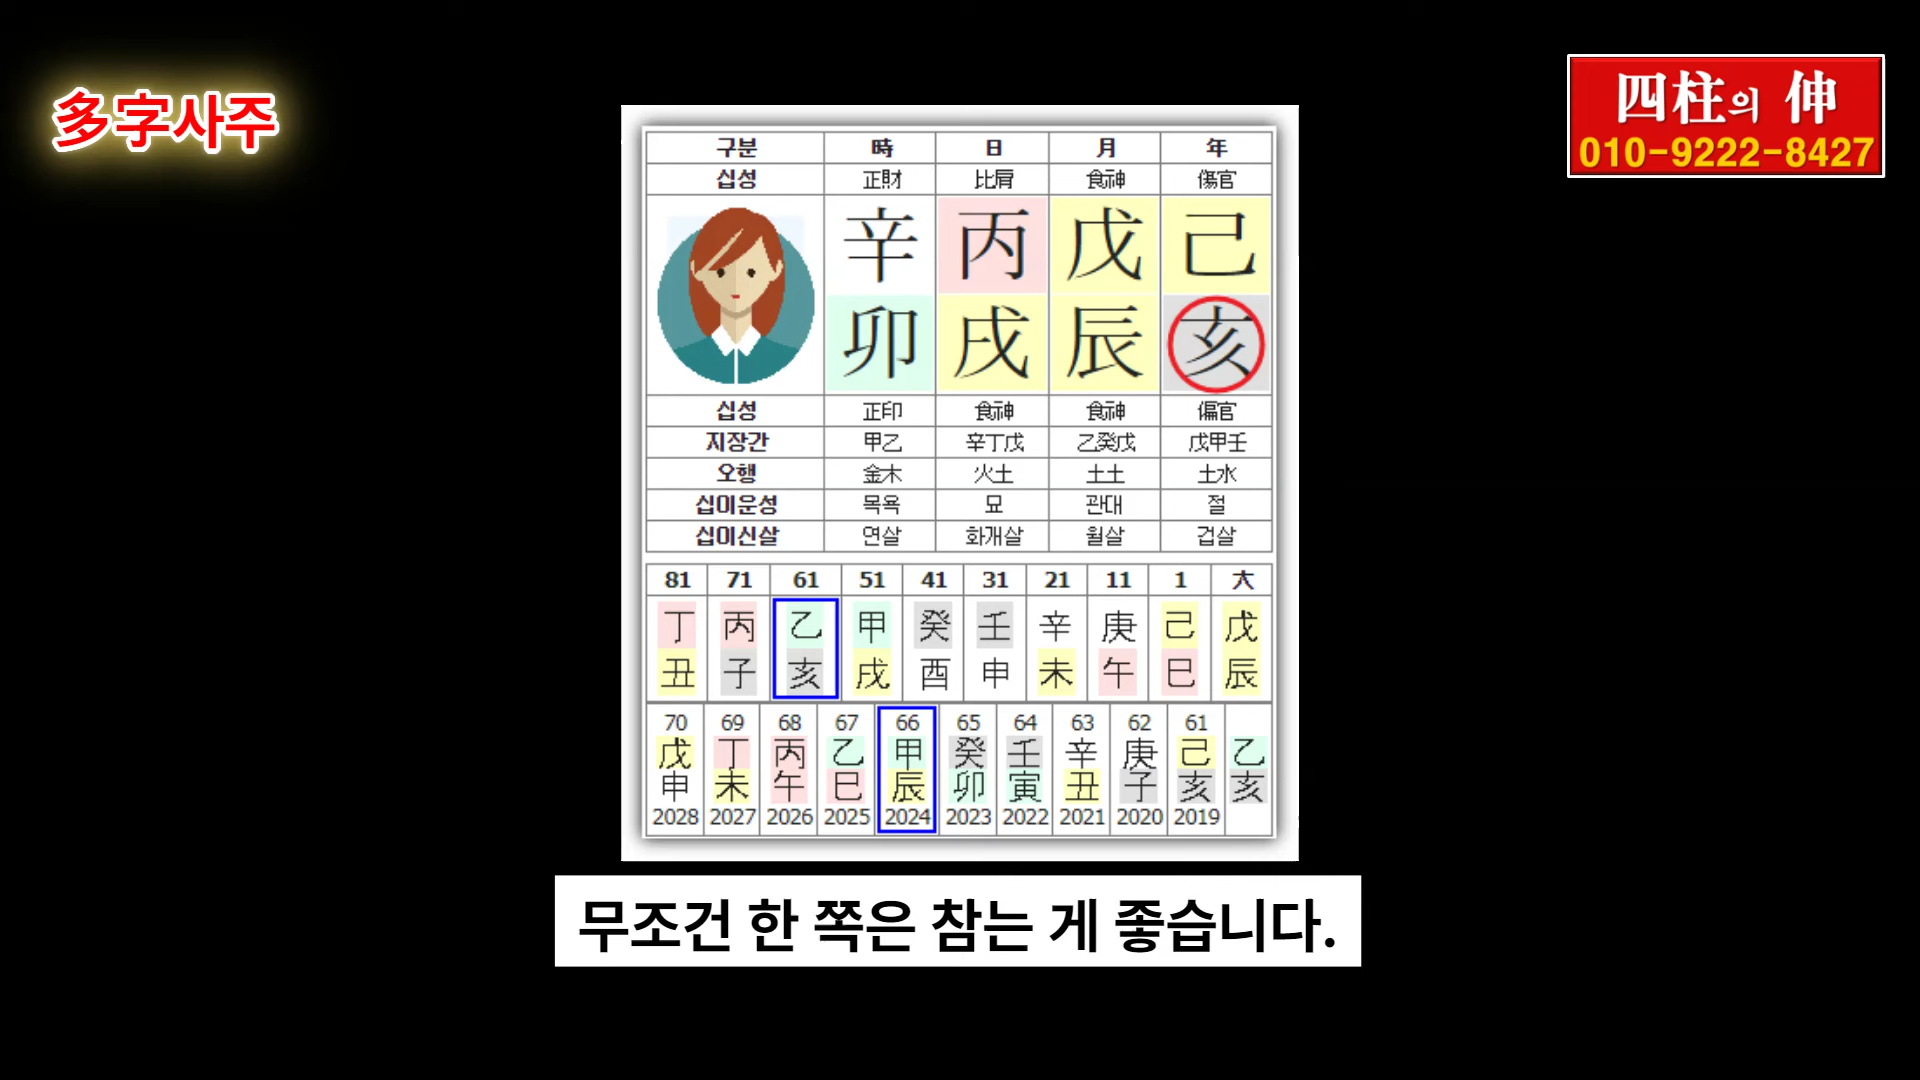 多字사주
四柱의 伸
010-9222-8427
구분 時 日 月 年
십성 正財 比肩 食神 傷官
辛 丙 戊 己
卯 戌 辰 亥
십성 正印 食神 食神 偏官
지장간 甲乙 辛丁戊 乙癸戊 戊甲壬
오행 金木 火土 土土 土水
십이운성 목욕 묘 관대 절
십이신살 연살 화개살 월살 겁살
81 71 61 51 41 31 21 11 1 大
丁 丙 乙 甲 癸 壬 辛 庚 己 戊
丑 子 亥 戌 酉 申 未 午 巳 辰
70 69 68 67 66 65 64 63 62 61
戊 丁 丙 乙 甲 癸 壬 辛 庚 己 乙
申 未 午 巳 辰 卯 寅 丑 子 亥 亥
2028 2027 2026 2025 2024 2023 2022 2021 2020 2019
무조건 한 쪽은 참는 게 좋습니다.